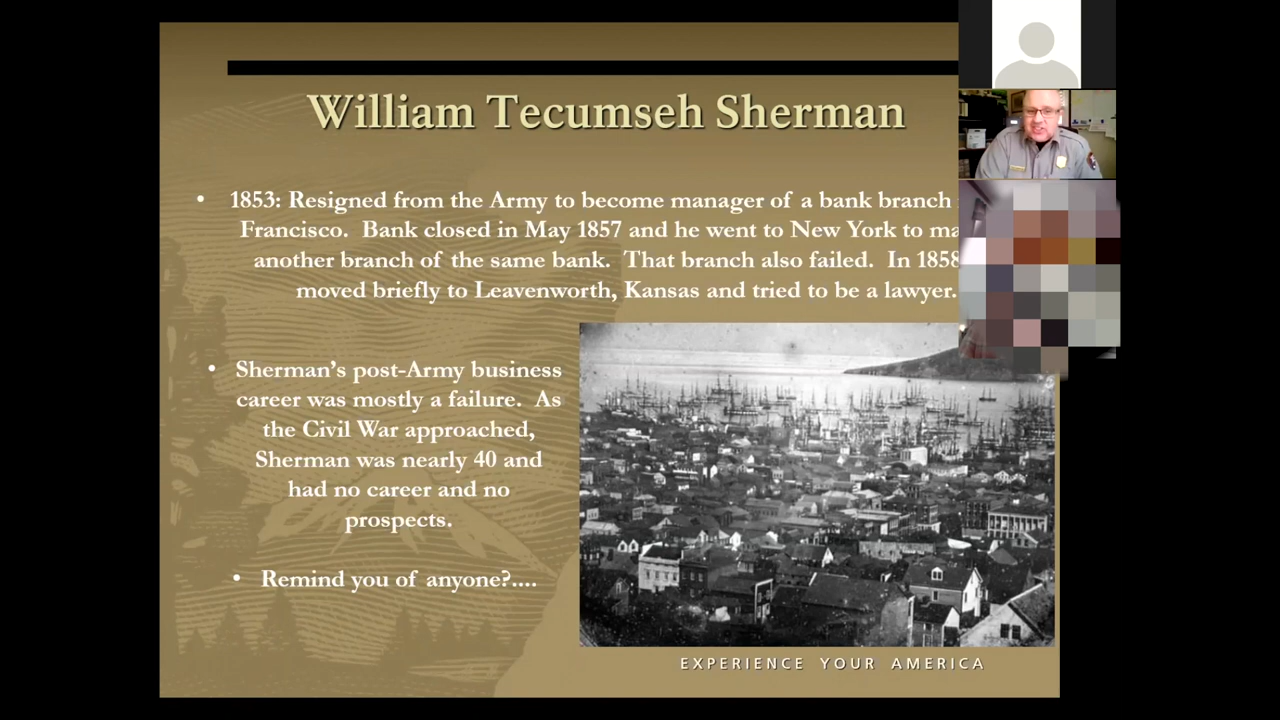 William Tecumseh Sherman
• 1853: Resigned from the Army to become manager of a bank branch
Francisco. Bank closed in May 1857 and he went to New York to ma
another branch of the same bank. That branch also failed. In 1858
moved briefly to Leavenworth, Kansas and tried to be a lawyer.
• Sherman’s post-Army business
career was mostly a failure. As
the Civil War approached,
Sherman was nearly 40 and
had no career and no
prospects.
• Remind you of anyone?....
EXPERIENCE YOUR AMERICA